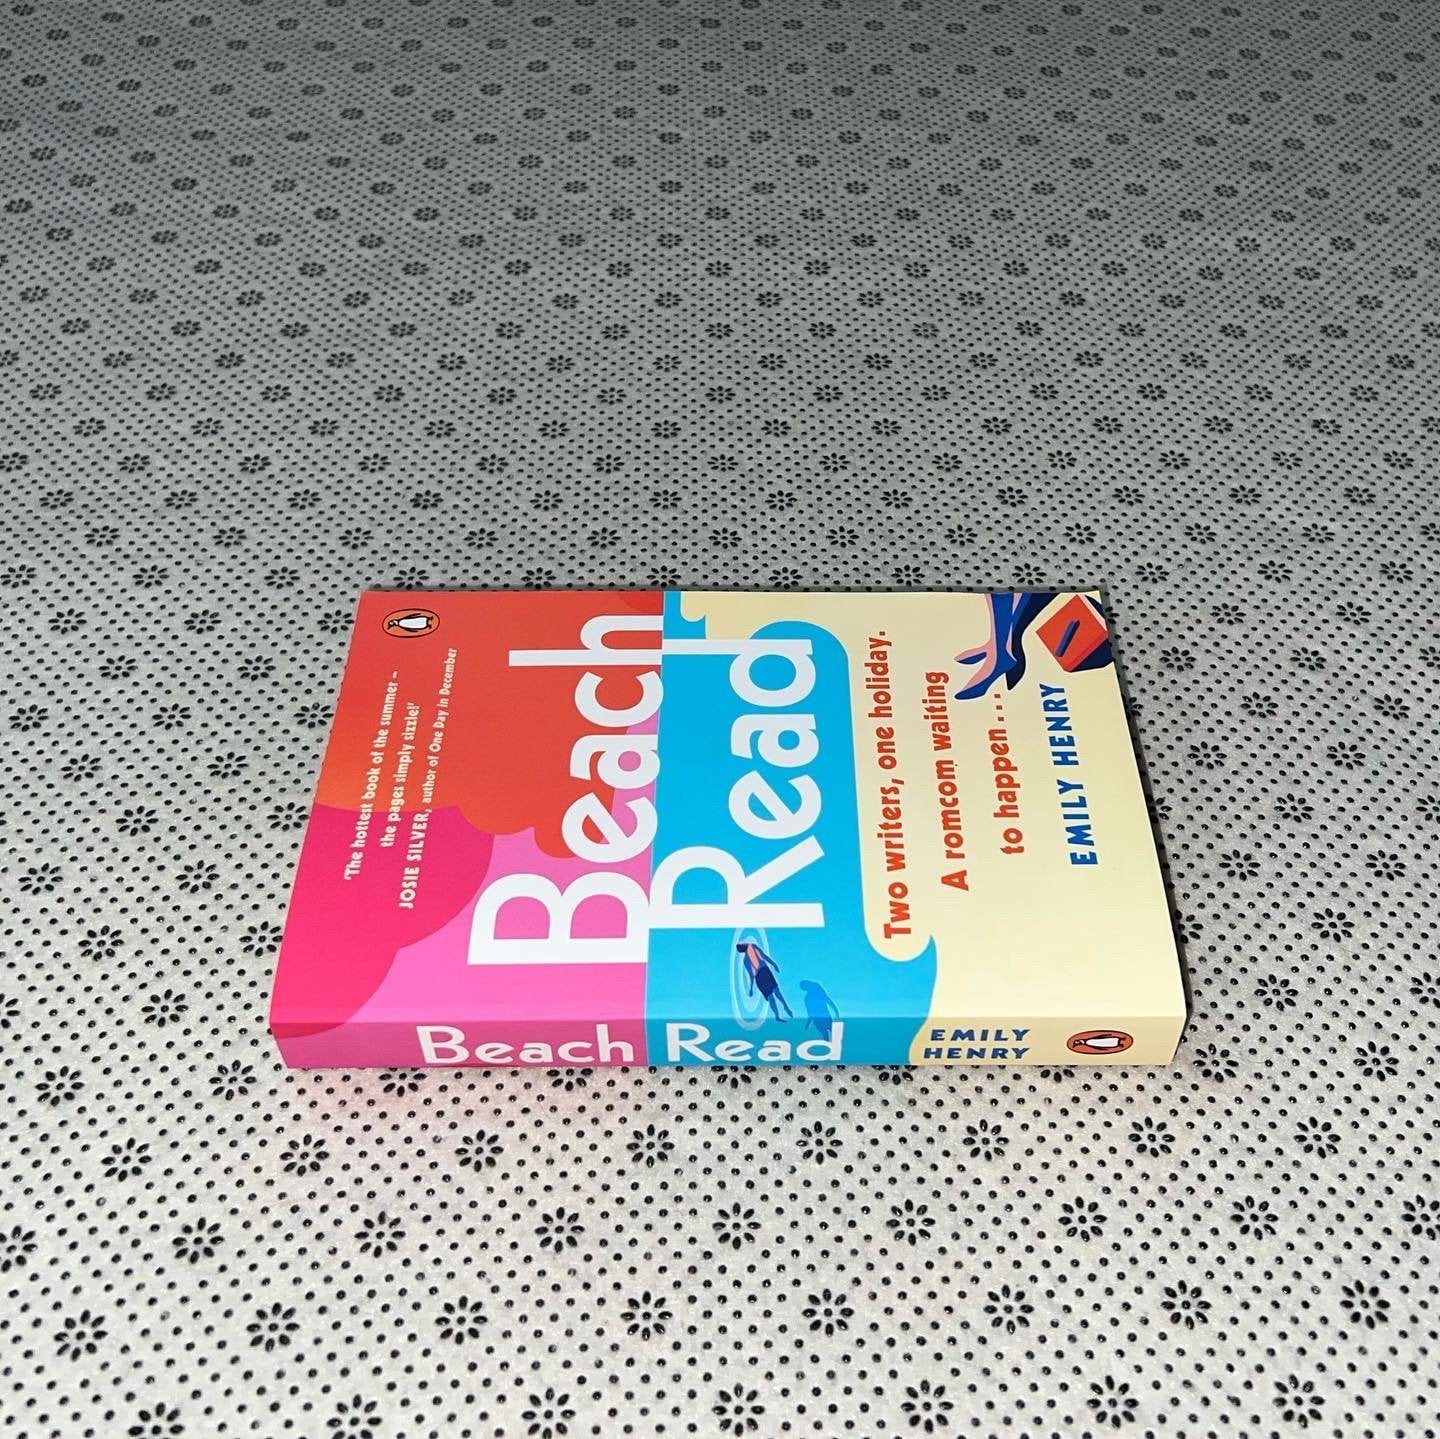 'The hottest book of the summer –
the pages simply sizzle!'
JOSIE SILVER, author of One Day in December
Beach
Read
Two writers, one holiday.
A romcom waiting
to happen . . .
EMILY HENRY
Beach Read
EMILY
HENRY